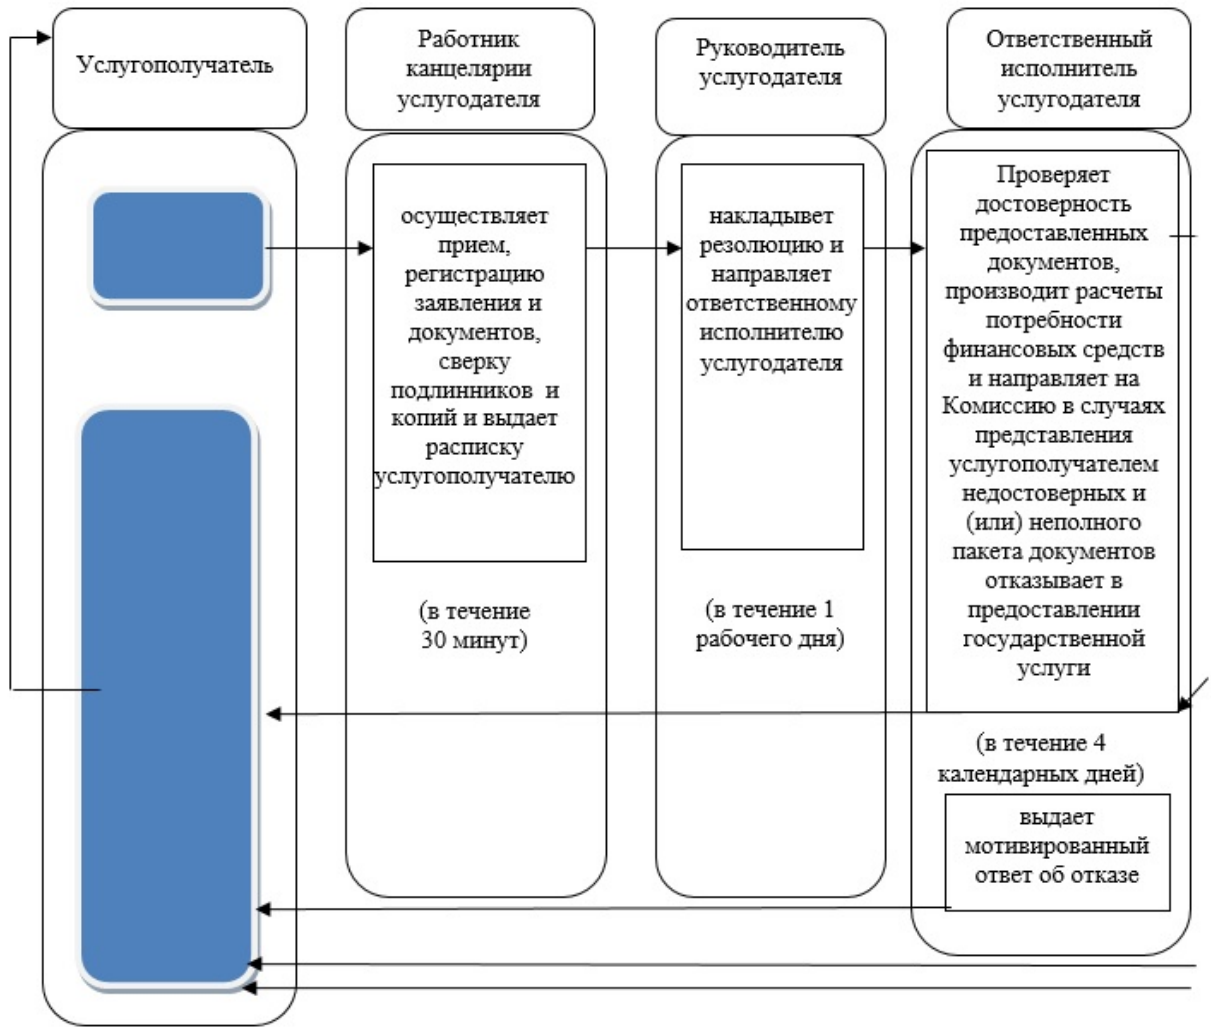 Услугополучатель
Работник
канцелярии
услугодателя
Руководитель
услугодателя
Ответственный
исполнитель
услугодателя
осуществляет
прием,
регистрацию
заявления и
документов,
сверку
подлинников и
копий и выдает
расписку
услугополучателю
(в течение
30 минут)
накладывет
резолюцию и
направляет
ответственному
исполнителю
услугодателя
(в течение 1
рабочего дня)
Проверяет
достоверность
предоставленных
документов,
производит расчеты
потребности
финансовых средств
и направляет на
Комиссию в случаях
представления
услугополучателем
недостоверных и
(или) неполного
пакета документов
отказывает в
предоставлении
государственной
услуги
(в течение 4
календарных дней)
выдает
мотивированный
ответ об отказе